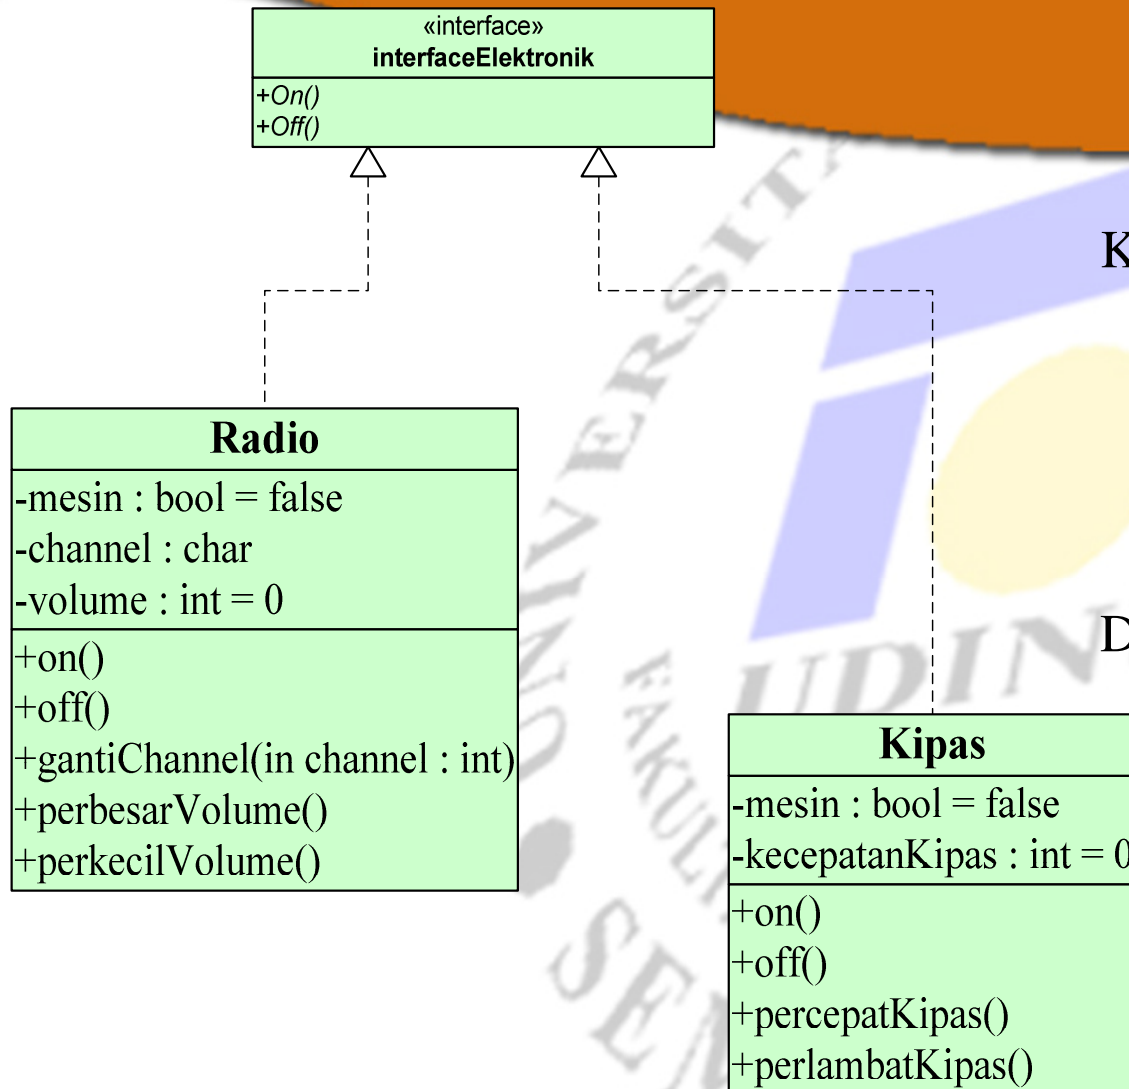 «interface»
interfaceElektronik
+On()
+Off()
K
Radio
-mesin : bool = false
-channel : char
-volume : int = 0
+on()
+off()
+gantiChannel(in channel : int)
+perbesarVolume()
+perkecilVolume()
D
UDIN
Kipas
-mesin : bool = false
-kecepatanKipas : int = 0
+on()
+off()
+percepatKipas()
+perlambatKipas()